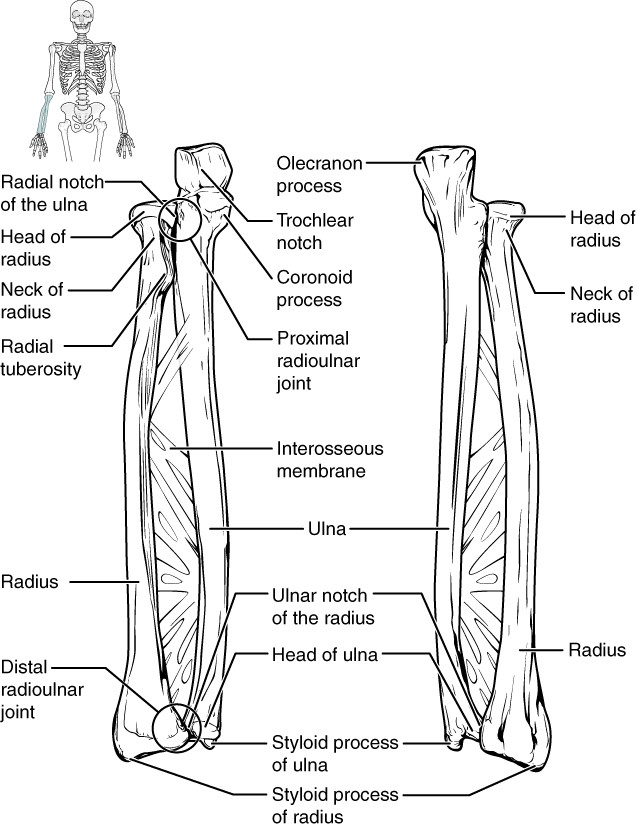 Radial notch
of the ulna
Head of
radius
Neck of
radius
Radial
tuberosity
Radius
Distal
radioulnar
joint
Olecranon
process
Trochlear
notch
Coronoid
process
Proximal
radioulnar
joint
Interosseous
membrane
Ulna
Ulnar notch
of the radius
Head of ulna
Styloid process
of ulna
Styloid process
of radius
Head of
radius
Neck of
radius
Radius